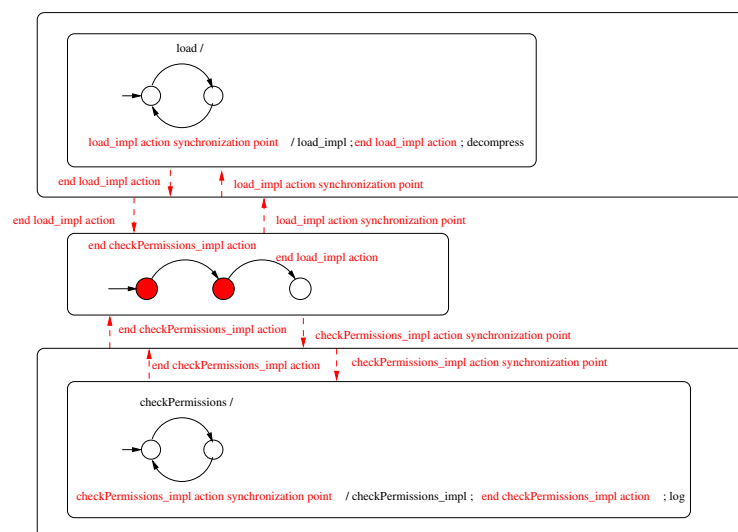 load /
load_impl action synchronization point / load_impl ; end load_impl action ; decompress
end load_impl action
load_impl action synchronization point
end load_impl action
load_impl action synchronization point
end checkPermissions_impl action
end load_impl action
end checkPermissions_impl action
checkPermissions_impl action synchronization point
end checkPermissions_impl action
checkPermissions_impl action synchronization point
checkPermissions /
checkPermissions_impl action synchronization point / checkPermissions_impl ; end checkPermissions_impl action ; log